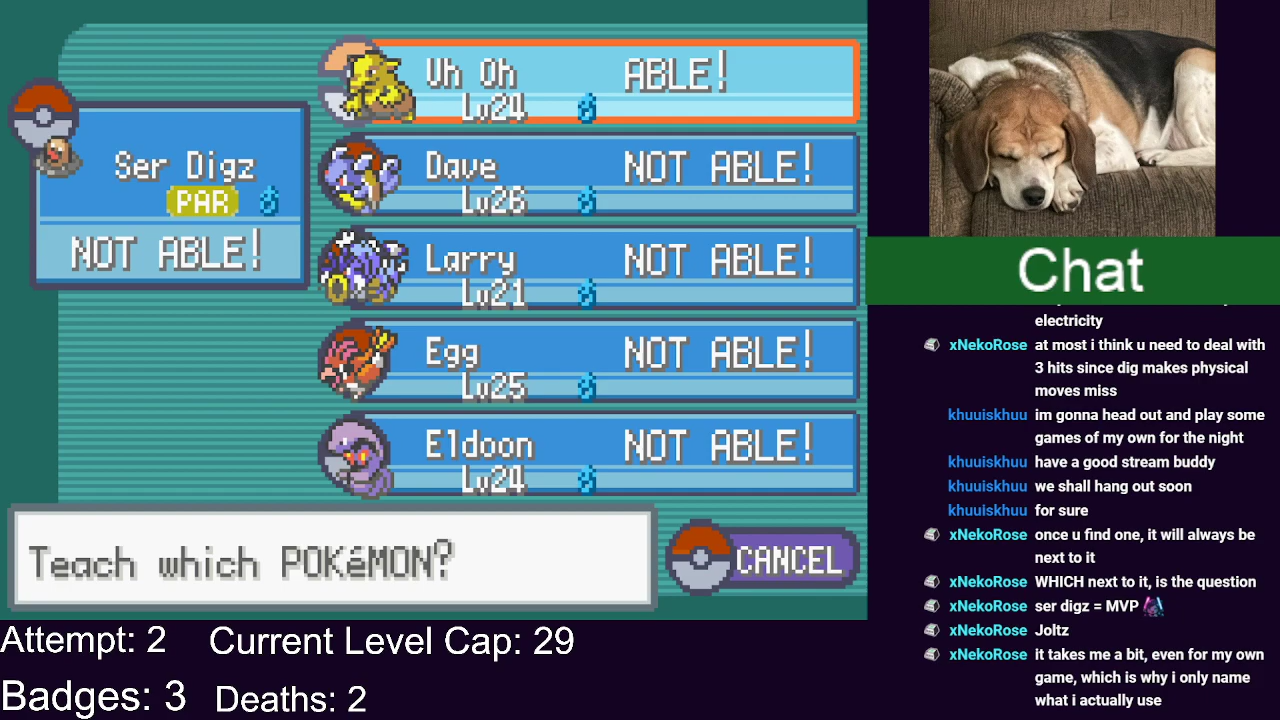 Ser Digz
PAR
NOT ABLE!
Uh Oh ABLE!
Lv24
Dave NOT ABLE!
Lv26
Larry NOT ABLE!
Lv21
Egg NOT ABLE!
Lv25
Eldoon NOT ABLE!
Lv24
Teach which POKéMON?
CANCEL
Attempt: 2 Current Level Cap: 29
Badges: 3 Deaths: 2
Chat
electricity
xNekoRose at most i think u need to deal with
3 hits since dig makes physical
moves miss
khuuiskhuu im gonna head out and play some
games of my own for the night
khuuiskhuu have a good stream buddy
khuuiskhuu we shall hang out soon
khuuiskhuu for sure
xNekoRose once u find one, it will always be
next to it
xNekoRose WHICH next to it, is the question
xNekoRose ser digz = MVP
xNekoRose Joltz
xNekoRose it takes me a bit, even for my own
game, which is why i only name
what i actually use